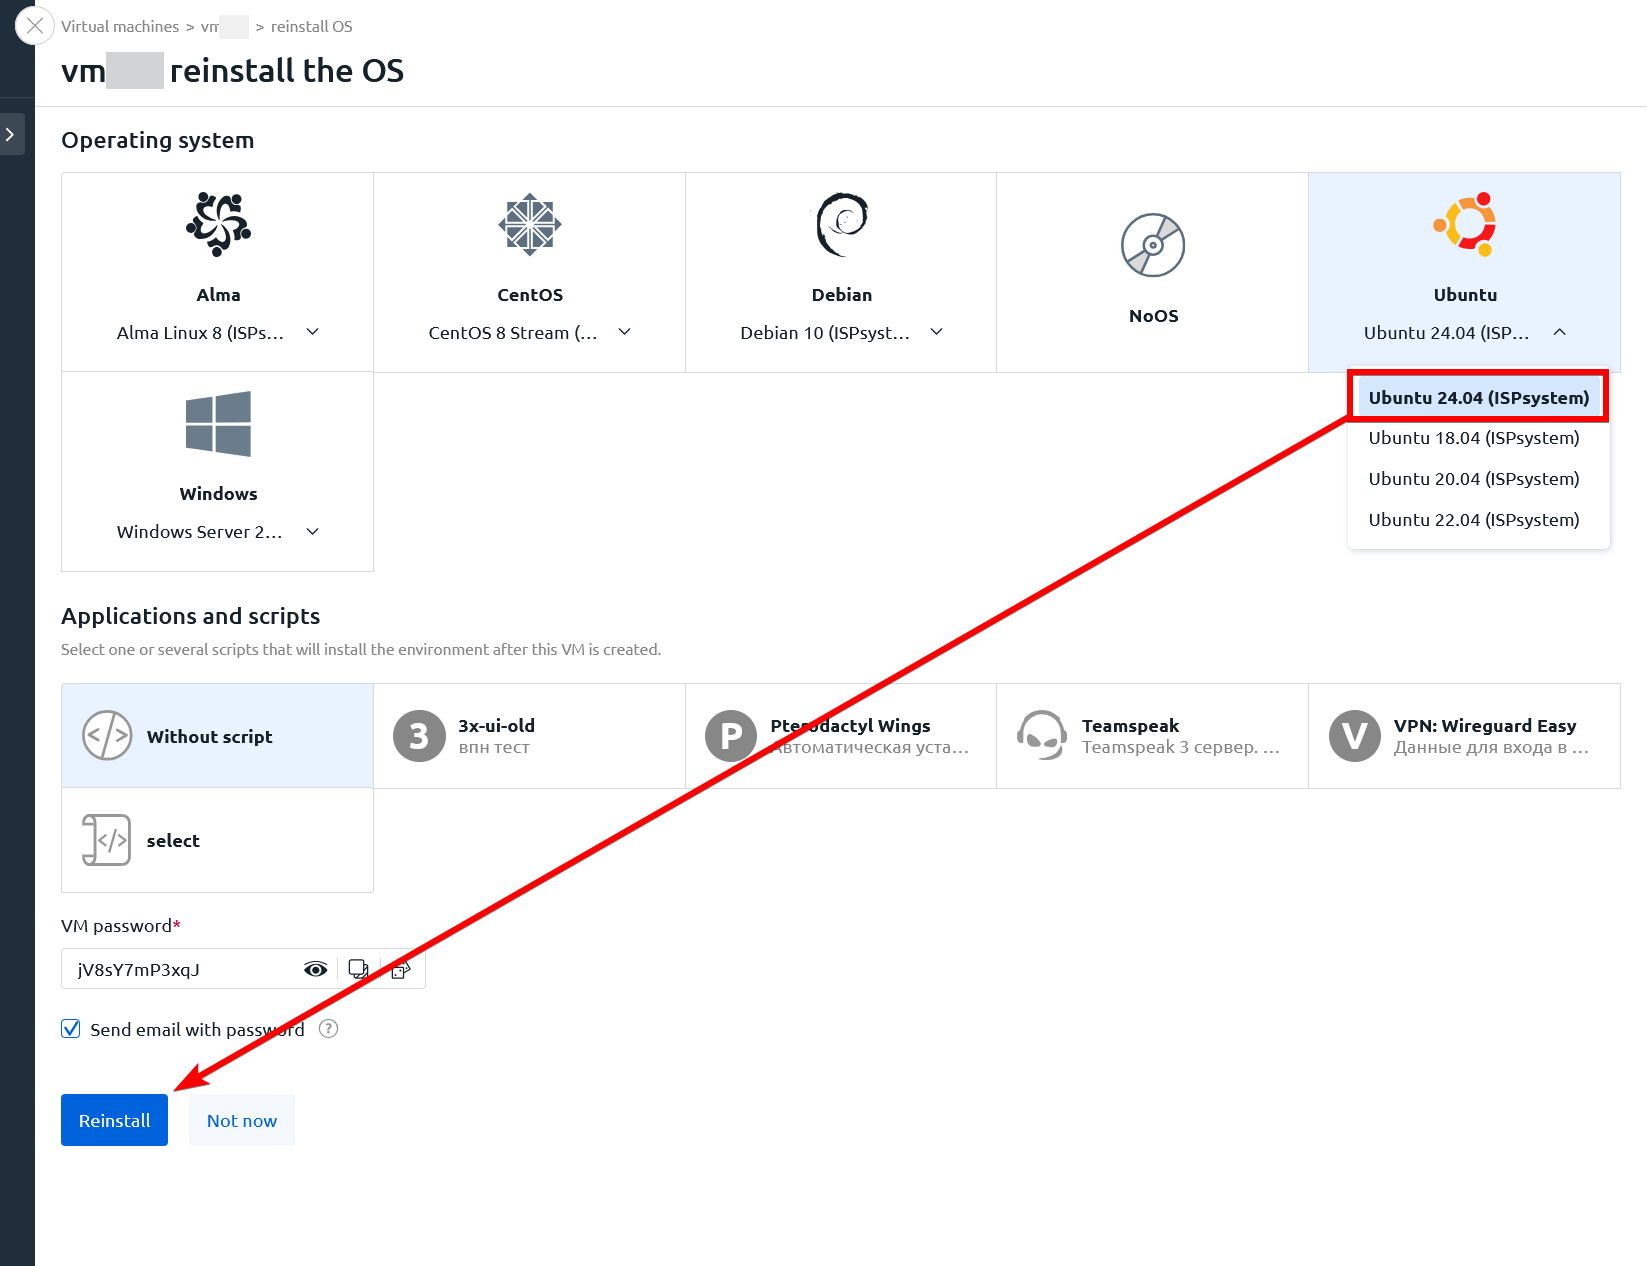 Virtual machines > vm > reinstall OS
vm reinstall the OS
Operating system
Alma
Alma Linux 8 (ISPs...
CentOS
CentOS 8 Stream (...
Debian
Debian 10 (ISPsyst...
NoOS
Ubuntu
Ubuntu 24.04 (ISP...
Ubuntu 24.04 (ISPsystem)
Ubuntu 18.04 (ISPsystem)
Ubuntu 20.04 (ISPsystem)
Ubuntu 22.04 (ISPsystem)
Windows
Windows Server 2...
Applications and scripts
Select one or several scripts that will install the environment after this VM is created.
Without script
3
3x-ui-old
впн тест
P
Pterodactyl Wings
Автоматическая уста...
Teamspeak
Teamspeak 3 сервер. ...
V
VPN: Wireguard Easy
Данные для входа в ...
select
VM password*
jV8sY7mP3xqJ
Send email with password ?
Reinstall
Not now